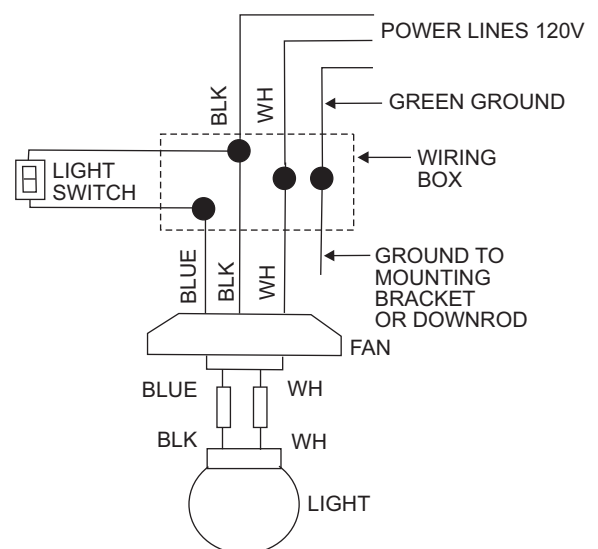 POWER LINES 120V
BLK
WH
GREEN GROUND
LIGHT
SWITCH
WIRING
BOX
BLUE
BLK
WH
GROUND TO
MOUNTING
BRACKET
OR DOWNROD
FAN
BLUE
WH
BLK
WH
LIGHT